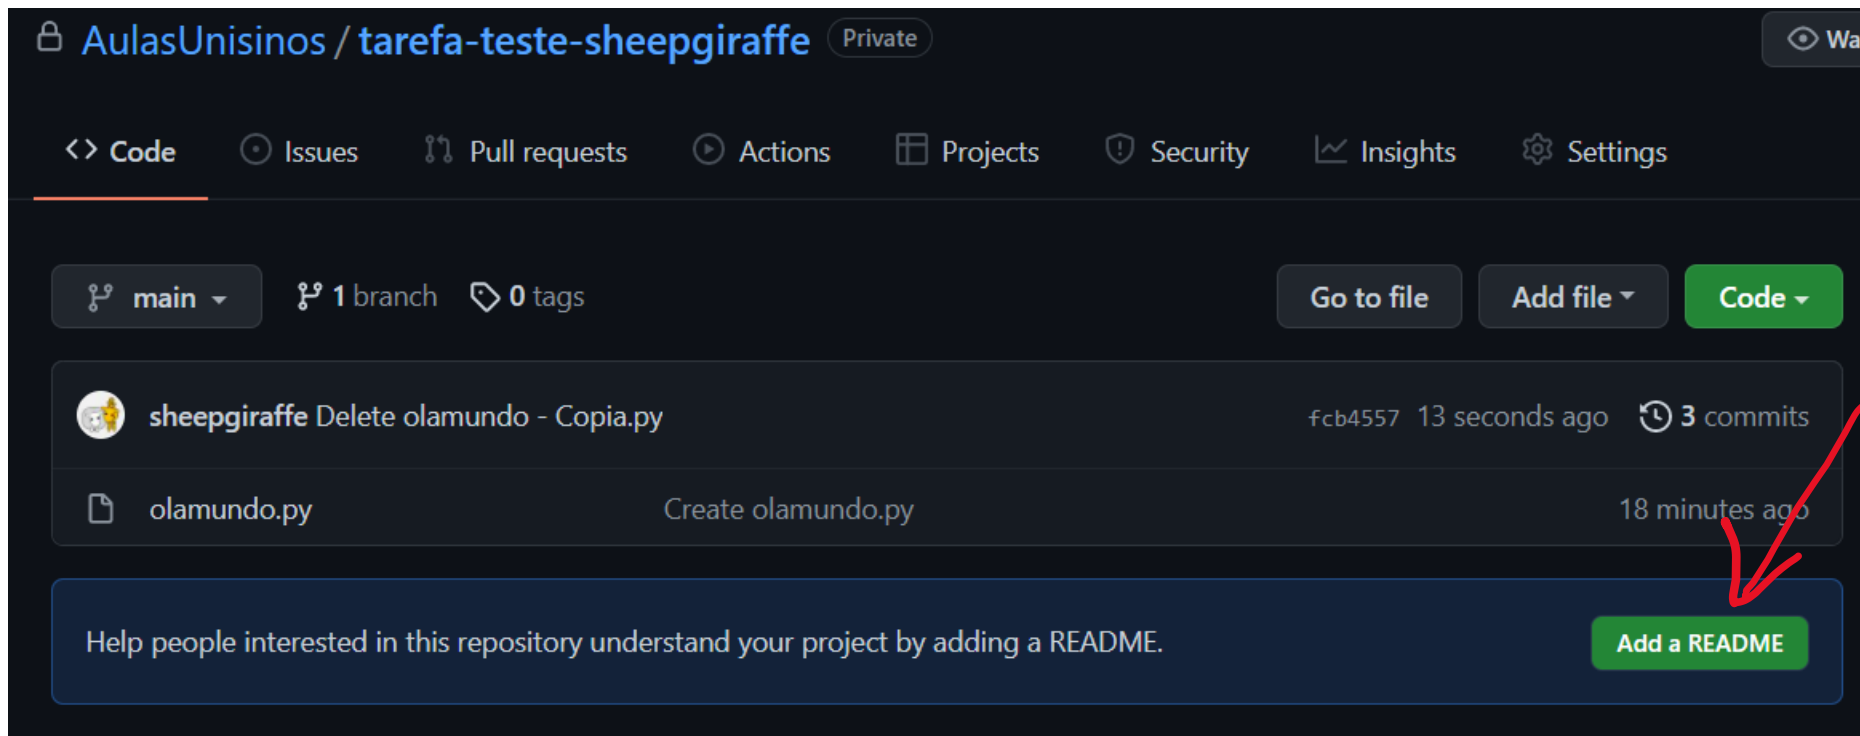 AulasUnisinos / tarefa-teste-sheepgiraffe Private
Code Issues Pull requests Actions Projects Security Insights Settings
main 1 branch 0 tags Go to file Add file Code
sheepgiraffe Delete olamundo - Copia.py fcb4557 13 seconds ago 3 commits
olamundo.py Create olamundo.py 18 minutes ago
Help people interested in this repository understand your project by adding a README. Add a README